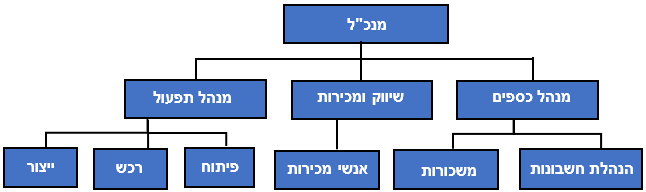 מנכ"ל
מנהל כספים
שיווק ומכירות
מנהל תפעול
הנהלת חשבונות
משכורות
אנשי מכירות
פיתוח
רכש
ייצור